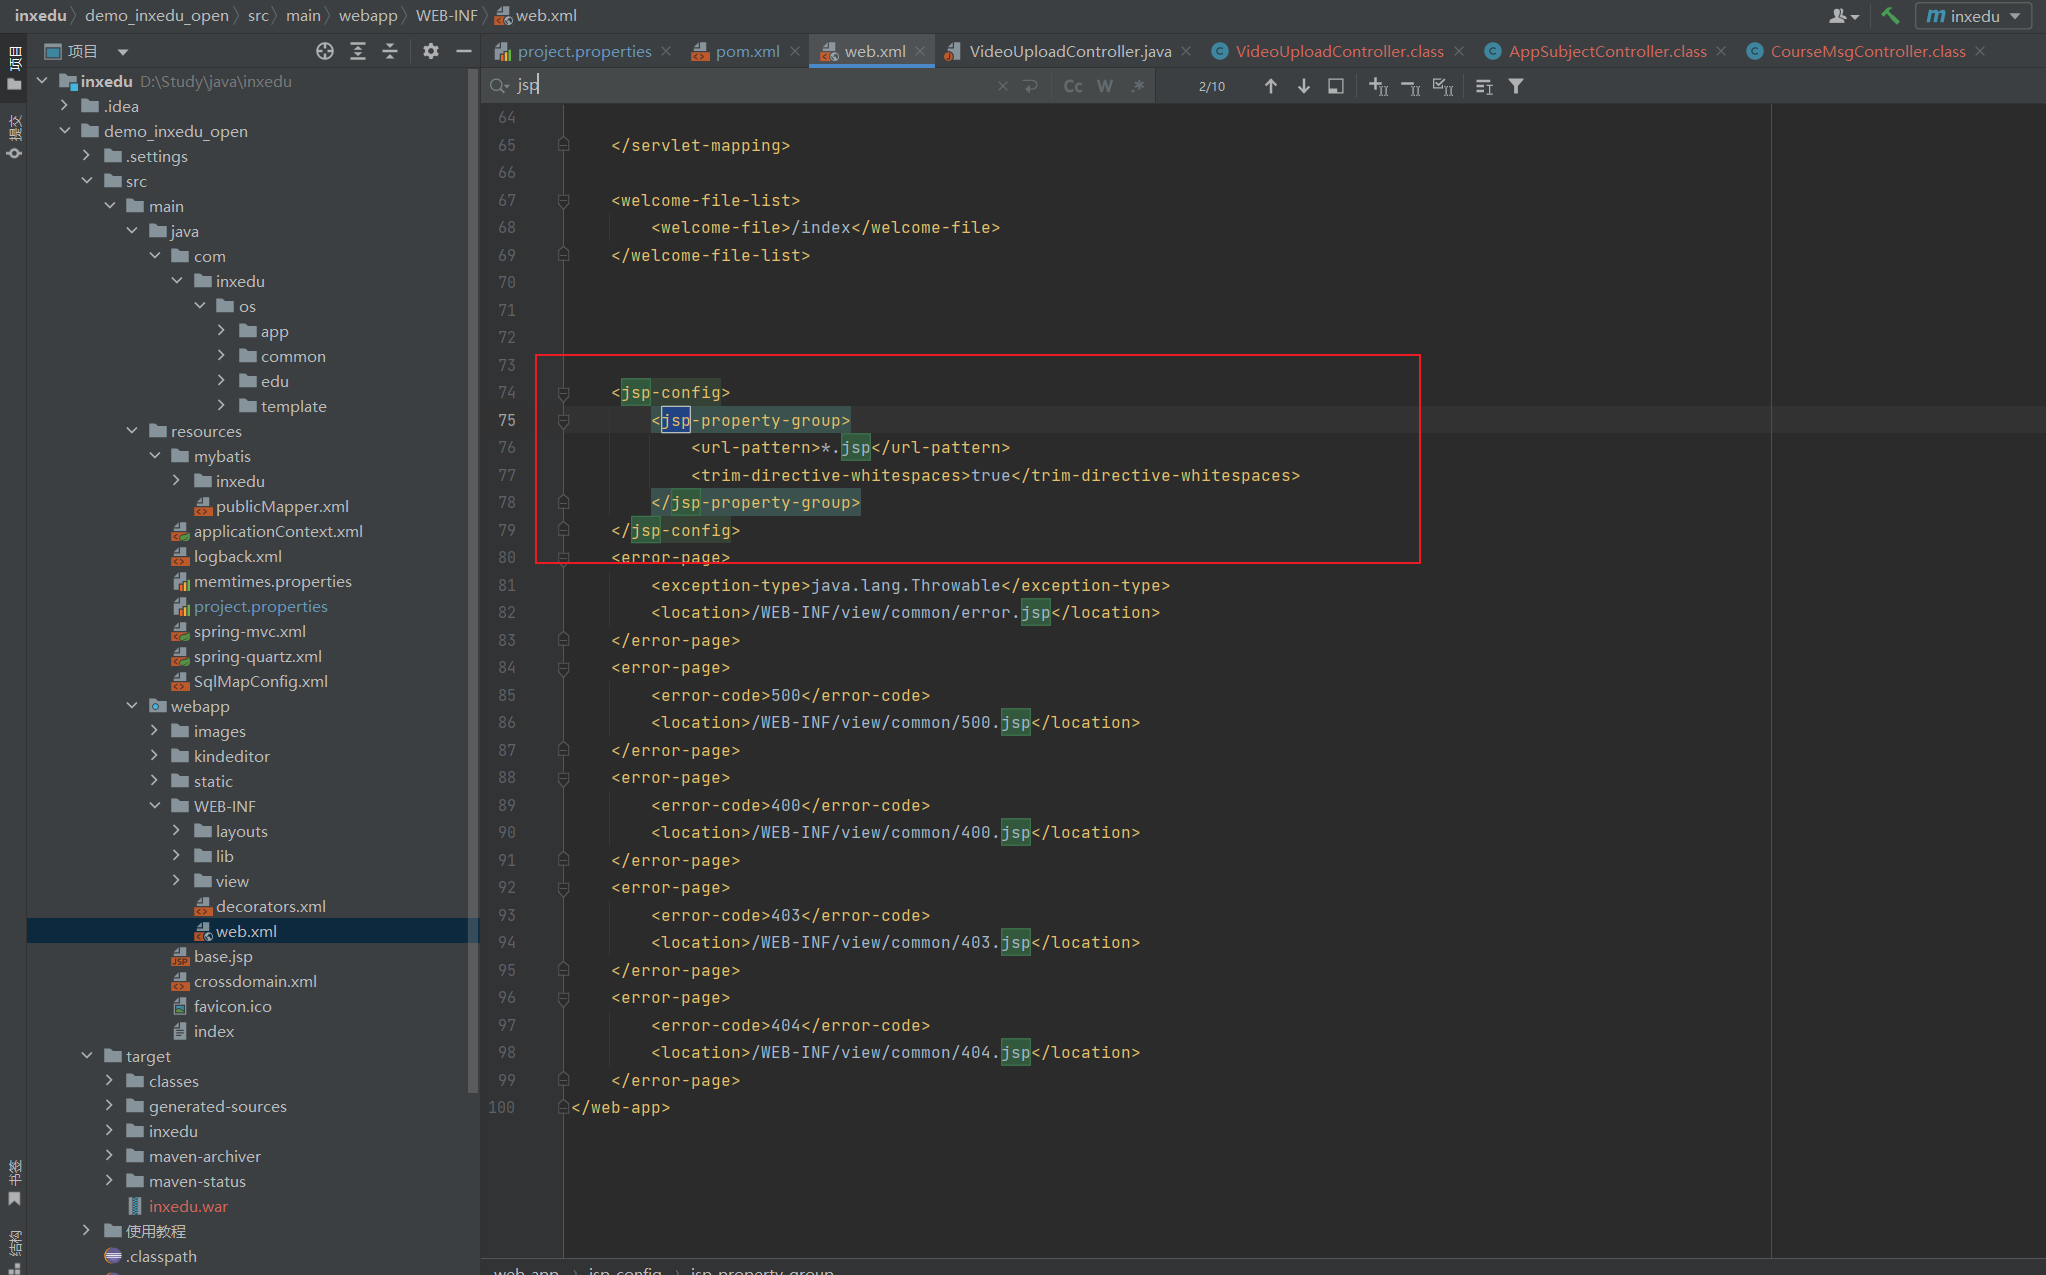 inxedu demo_inxedu_open src main webapp WEB-INF web.xml
inxedu
项目
project.properties pom.xml web.xml VideoUploadController.java VideoUploadController.class AppSubjectController.class CourseMsgController.class
jsp Cc W .* 2/10
项目
提交
书签
结构
inxedu D:\Study\java\inxedu
.idea
demo_inxedu_open
.settings
src
main
java
com
inxedu
os
app
common
edu
template
resources
mybatis
inxedu
publicMapper.xml
applicationContext.xml
logback.xml
memtimes.properties
project.properties
spring-mvc.xml
spring-quartz.xml
SqlMapConfig.xml
webapp
images
kindeditor
static
WEB-INF
layouts
lib
view
decorators.xml
web.xml
base.jsp
crossdomain.xml
favicon.ico
index
target
classes
generated-sources
inxedu
maven-archiver
maven-status
inxedu.war
使用教程
.classpath
64
65 </servlet-mapping>
66
67 <welcome-file-list>
68 <welcome-file>/index</welcome-file>
69 </welcome-file-list>
70
71
72
73
74 <jsp-config>
75 <jsp-property-group>
76 <url-pattern>*.jsp</url-pattern>
77 <trim-directive-whitespaces>true</trim-directive-whitespaces>
78 </jsp-property-group>
79 </jsp-config>
80 <error-page>
81 <exception-type>java.lang.Throwable</exception-type>
82 <location>/WEB-INF/view/common/error.jsp</location>
83 </error-page>
84 <error-page>
85 <error-code>500</error-code>
86 <location>/WEB-INF/view/common/500.jsp</location>
87 </error-page>
88 <error-page>
89 <error-code>400</error-code>
90 <location>/WEB-INF/view/common/400.jsp</location>
91 </error-page>
92 <error-page>
93 <error-code>403</error-code>
94 <location>/WEB-INF/view/common/403.jsp</location>
95 </error-page>
96 <error-page>
97 <error-code>404</error-code>
98 <location>/WEB-INF/view/common/404.jsp</location>
99 </error-page>
100 </web-app>
web-app jsp-config jsp-property-group